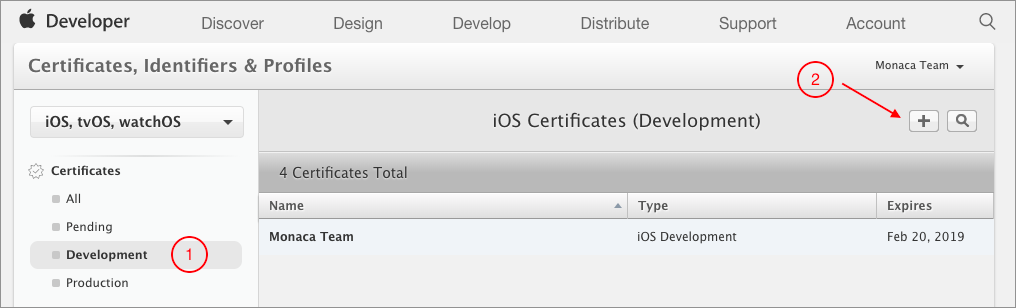 Developer Discover Design Develop Distribute Support Account
Certificates, Identifiers & Profiles
Monaca Team
2
iOS, tvOS, watchOS
iOS Certificates (Development)
Certificates
4 Certificates Total
All
Name Type Expires
Pending
Monaca Team iOS Development Feb 20, 2019
Development
1
Production